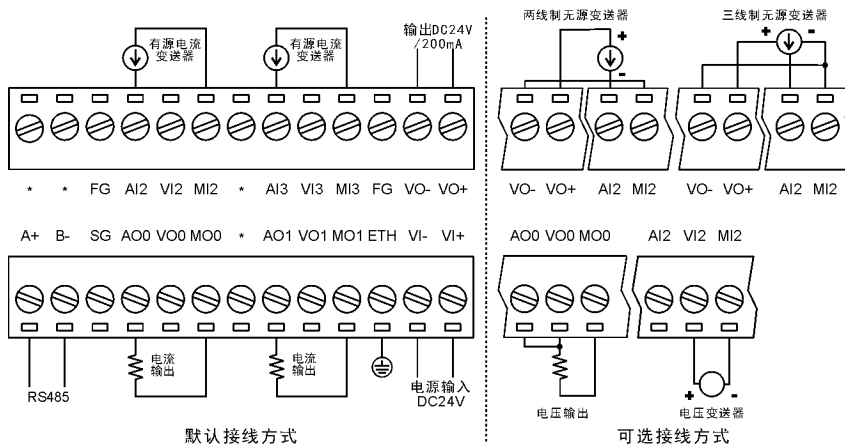 有源电流
变送器
有源电流
变送器
输出DC24V
/200mA
两线制无源变送器
+
-
三线制无源变送器
+ -
* * FG AI2 VI2 MI2 * AI3 VI3 MI3 FG VO- VO+
VO- VO+ AI2 MI2
VO- VO+ AI2 MI2
A+ B- SG AO0 VO0 MO0 * AO1 VO1 MO1 ETH VI- VI+
AO0 VO0 MO0
AI2 VI2 MI2
RS485
电流
输出
电流
输出
电源输入
DC24V
电压输出
+ -
电压变送器
默认接线方式
可选接线方式